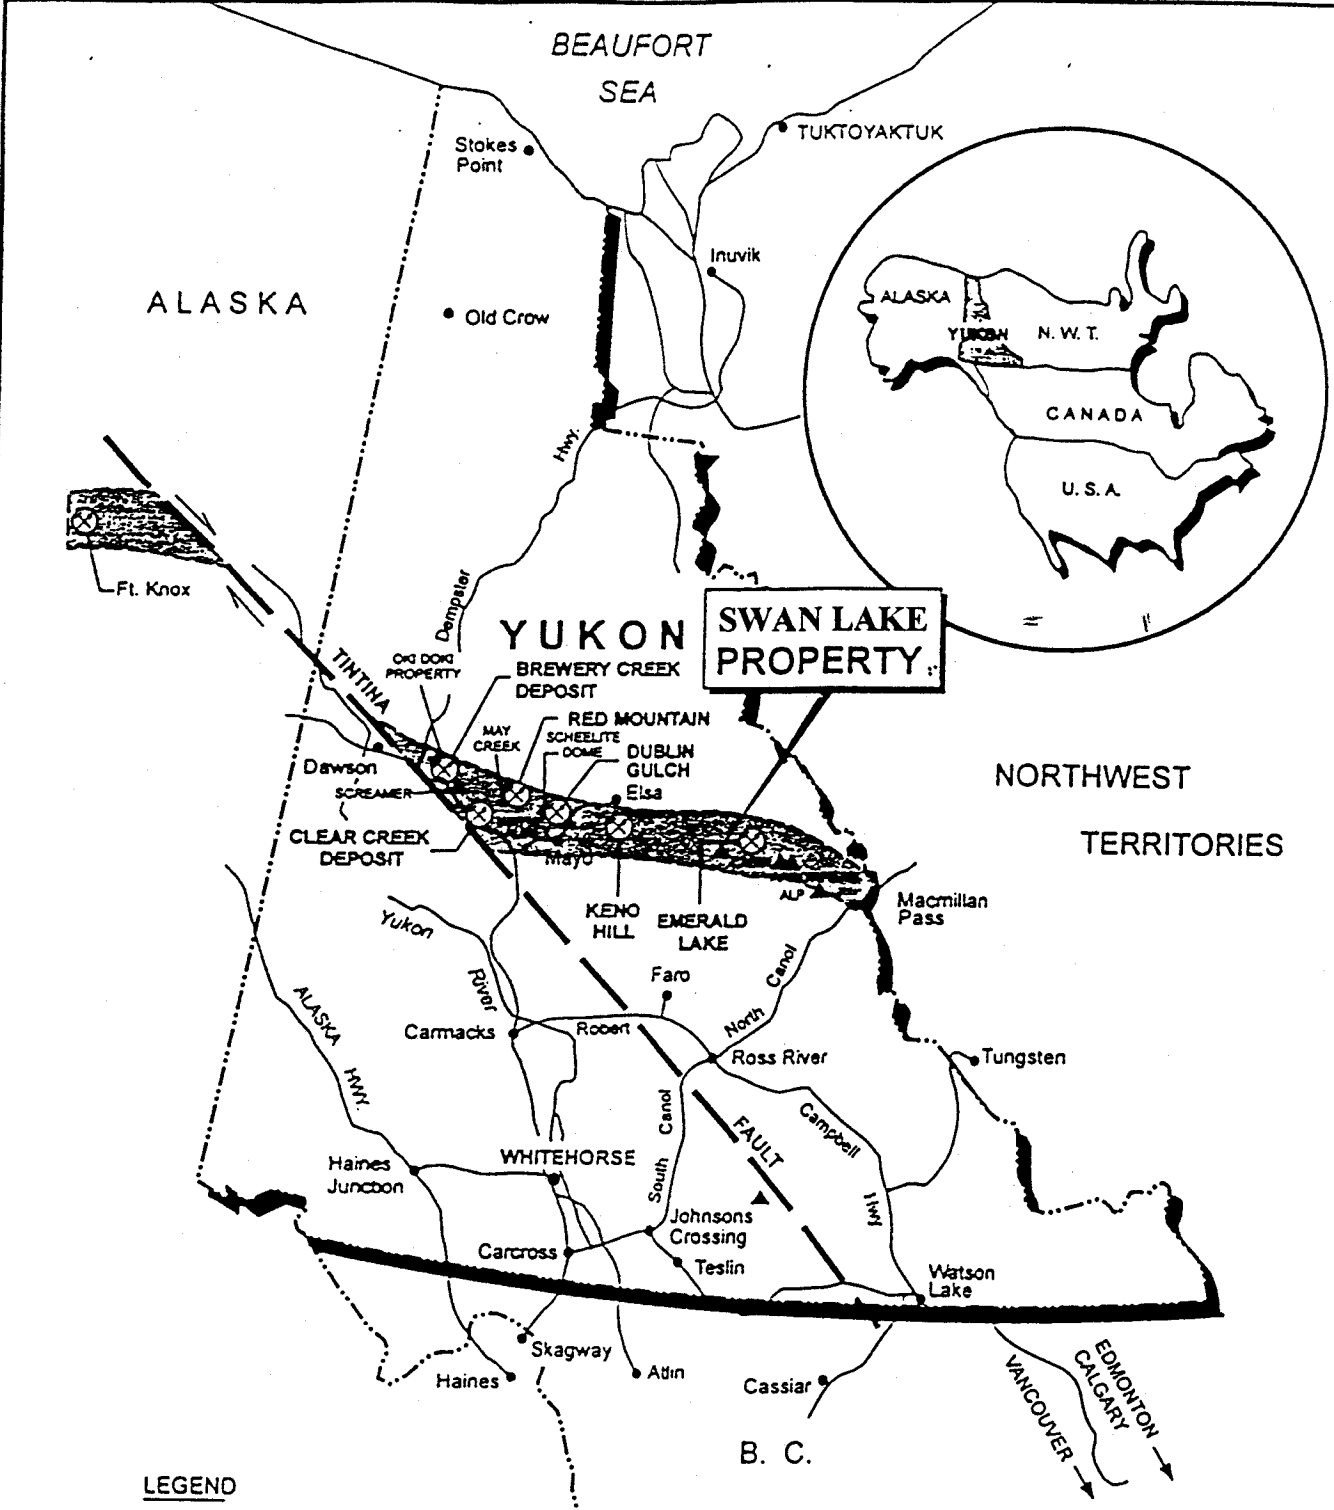 BEAUFORT
SEA
TUKTOYAKTUK
Stokes
Point
Inuvik
ALASKA
Old Crow
ALASKA
YUKON
N.W.T.
CANADA
U.S.A.
Hwy.
Dempster
Ft. Knox
YUKON
SWAN LAKE
PROPERTY
TINTINA
OKI DOKI
PROPERTY
BREWERY CREEK
DEPOSIT
RED MOUNTAIN
MAY
CREEK
SCHEELITE
DOME
DUBLIN
GULCH
Elsa
Dawson
SCREAMER
CLEAR CREEK
DEPOSIT
Mayo
NORTHWEST
TERRITORIES
ALP
KENO
HILL
EMERALD
LAKE
Macmillan
Pass
Yukon
River
Faro
North
Canol
ALASKA
HWY.
Carmacks
Robert
Ross River
Tungsten
South
Canol
Campbell
Hwy
FAULT
Haines
Junction
WHITEHORSE
Johnsons
Crossing
Carcross
Teslin
Watson
Lake
Skagway
Haines
Atlin
Cassiar
VANCOUVER
EDMONTON
CALGARY
B. C.
LEGEND